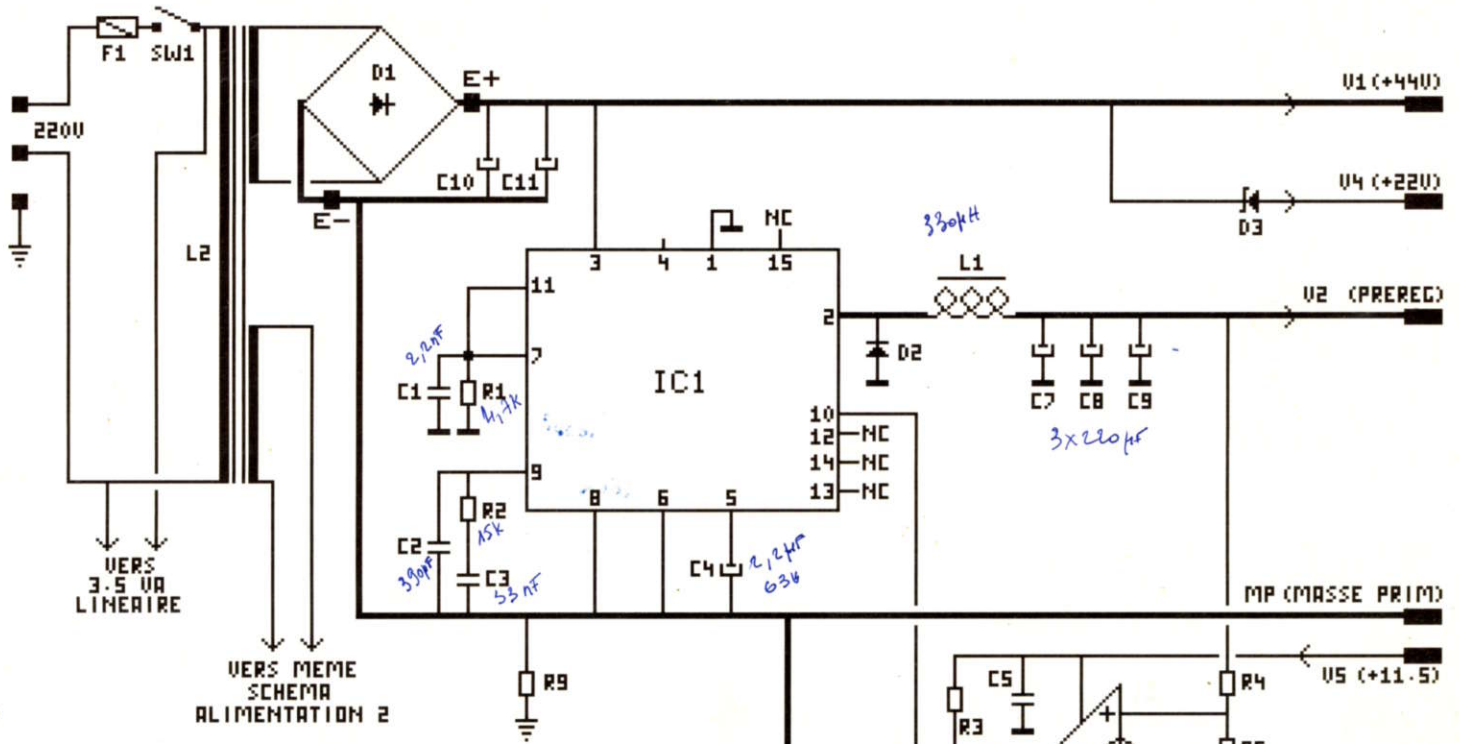 F1 SW1
220V
L2
D1
E+
E-
C10 C11
V1 (+44V)
V4 (+22V)
D3
NC
3 4 1 15
11
7
9
8 6 5
2
10
12 NC
14 NC
13 NC
IC1
330µH
L1
V2 (PREREG)
D2
C7 C8 C9
3x220µF
2,2nF
C1
R1
4,7K
R2
15K
C2
390pF
C3
33nF
C4
2,2µF
63V
VERS
3.5 VA
LINEAIRE
VERS MEME
SCHEMA
ALIMENTATION 2
R9
MP (MASSE PRIM)
V5 (+11.5)
C5
R3
R4
+